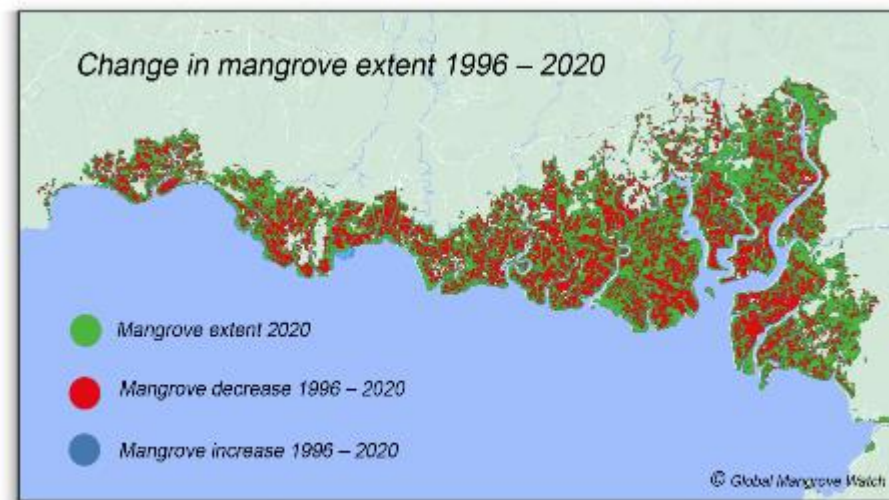 Change in mangrove extent 1996 – 2020
Mangrove extent 2020
Mangrove decrease 1996 – 2020
Mangrove increase 1996 – 2020
© Global Mangrove Watch